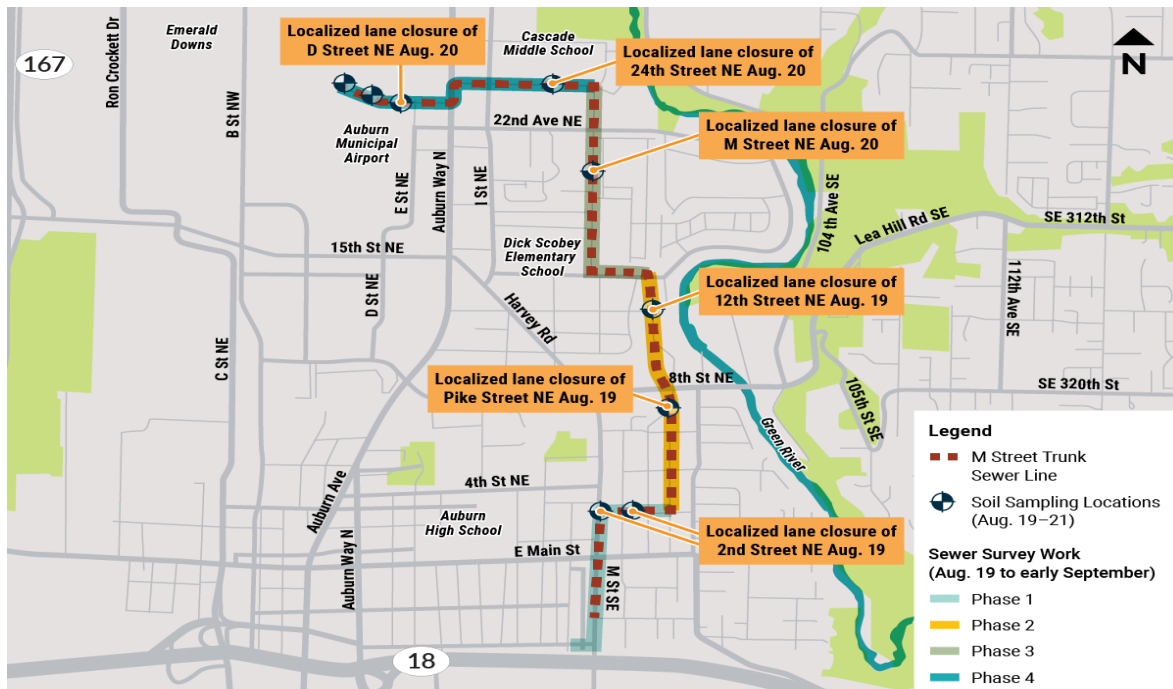 167
Ron Crockett Dr
Emerald
Downs
B St NW
Localized lane closure of
D Street NE Aug. 20
Cascade
Middle School
Localized lane closure of
24th Street NE Aug. 20
N
Auburn
Municipal
Airport
22nd Ave NE
Localized lane closure of
M Street NE Aug. 20
E St NE
Auburn Way N
I St NE
104th Ave SE
Lea Hill Rd SE
SE 312th St
15th St NE
Dick Scobey
Elementary
School
112th Ave SE
D St NE
Harvey Rd
Localized lane closure of
12th Street NE Aug. 19
C St NE
Localized lane closure of
Pike Street NE Aug. 19
8th St NE
105th St SE
SE 320th St
Green River
Auburn Ave
4th St NE
Auburn
High School
E Main St
Localized lane closure of
2nd Street NE Aug. 19
Auburn Way N
M St SE
18
Legend
M Street Trunk
Sewer Line
Soil Sampling Locations
(Aug. 19–21)
Sewer Survey Work
(Aug. 19 to early September)
Phase 1
Phase 2
Phase 3
Phase 4